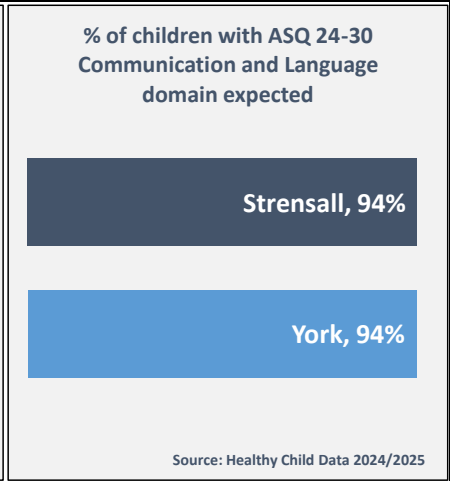 % of children with ASQ 24-30
Communication and Language
domain expected
Strensall, 94%
York, 94%
Source: Healthy Child Data 2024/2025